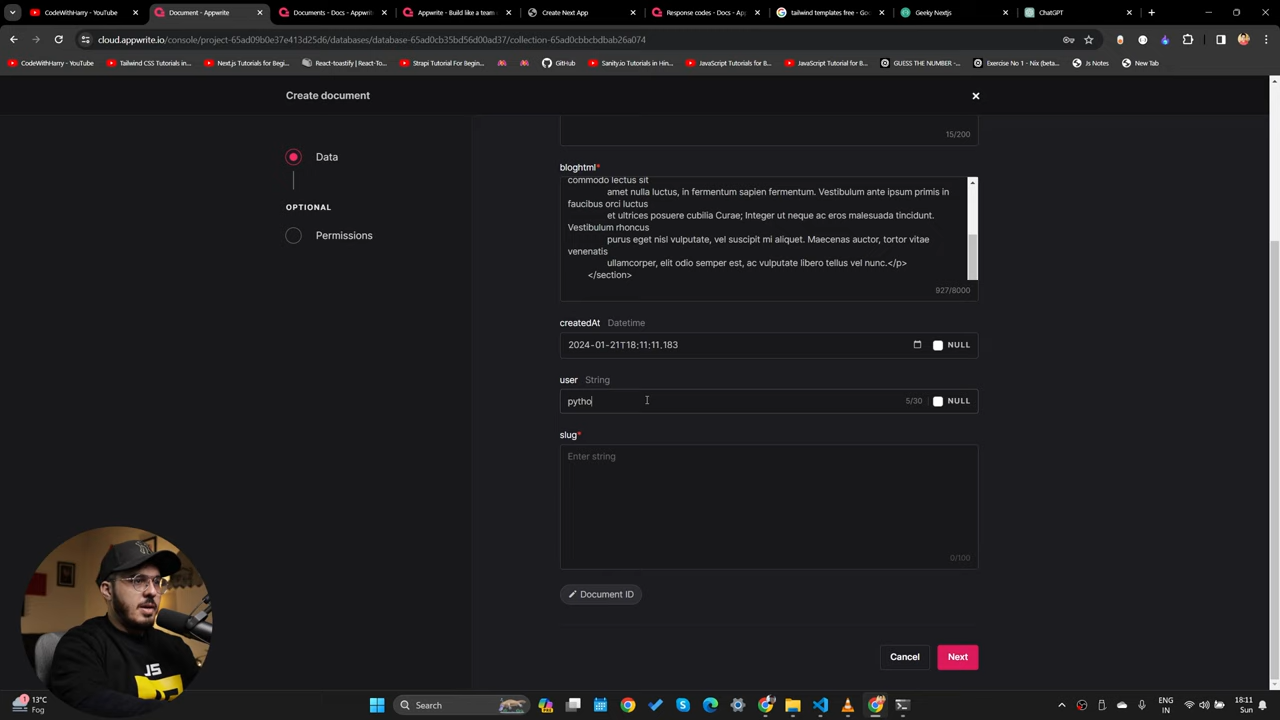 CodeWithHarry - YouTube
Document - Appwrite
Documents - Docs - Appwrite
Appwrite - Build like a team
Create Next App
Response codes - Docs - Appw
tailwind templates free - Goo
Geeky Nextjs
ChatGPT
cloud.appwrite.io/console/project-65ad09b0e37e413d25d6/databases/database-65ad0cb35bd56d00ad37/collection-65ad0cbbcbdbab26a074
CodeWithHarry - YouTube
Tailwind CSS Tutorials in...
Next.js Tutorials for Begi...
React-toastify | React-To...
Strapi Tutorial For Begin...
GitHub
Sanity.io Tutorials in Hin...
JavaScript Tutorials for B...
JavaScript Tutorials for B...
GUESS THE NUMBER -...
Exercise No 1 - Nix (beta...
Js Notes
New Tab
Create document
Data
OPTIONAL
Permissions
15/200
bloghtml*
commodo lectus sit
amet nulla luctus, in fermentum sapien fermentum. Vestibulum ante ipsum primis in
faucibus orci luctus
et ultrices posuere cubilia Curae; Integer ut neque ac eros malesuada tincidunt.
Vestibulum rhoncus
purus eget nisl vulputate, vel suscipit mi aliquet. Maecenas auctor, tortor vitae
venenatis
ullamcorper, elit odio semper est, ac vulputate libero tellus vel nunc.</p>
</section>
927/8000
createdAt Datetime
2024-01-21T18:11:11.183
NULL
user String
pytho
5/30
NULL
slug*
Enter string
0/100
Document ID
Cancel
Next
JS
13°C
Fog
Search
ENG
IN
18:11
Sun